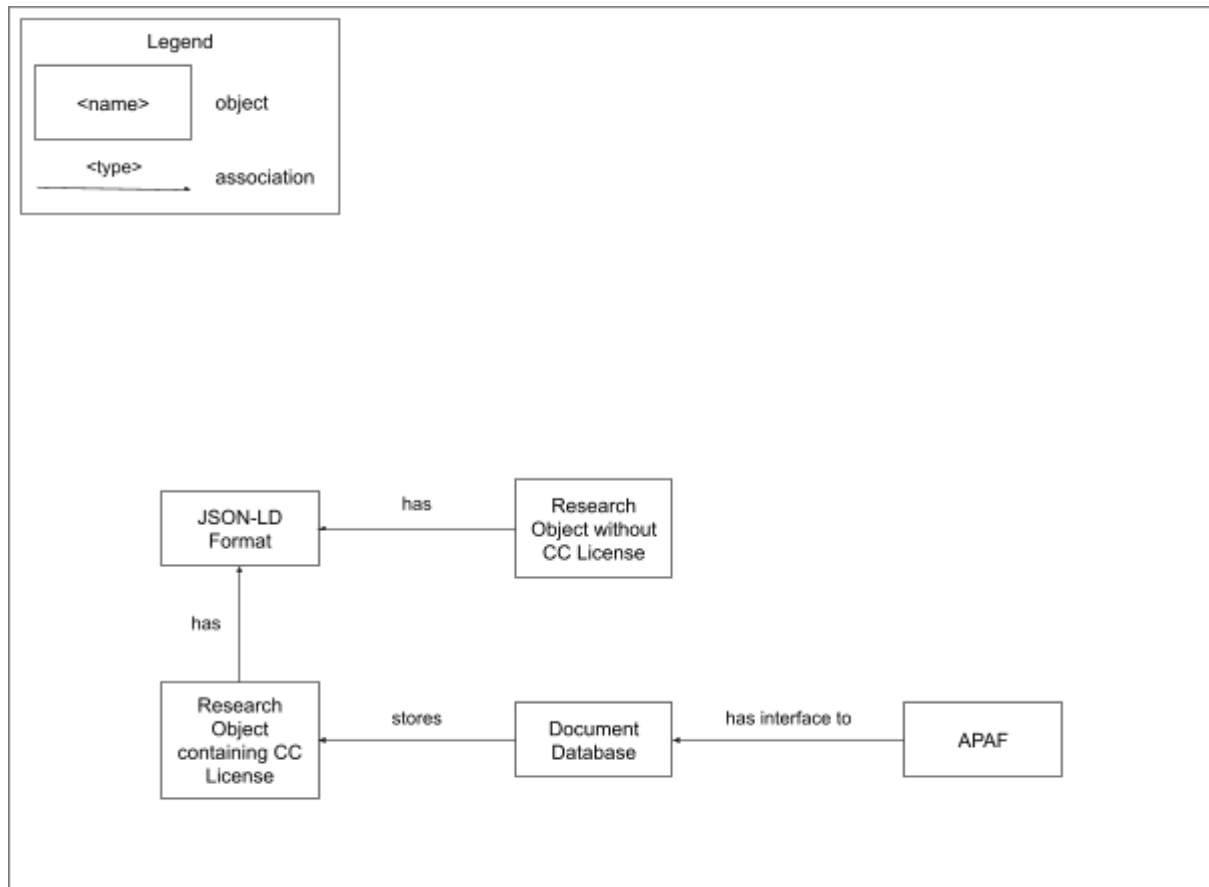 Legend
<name>
object
<type>
association
JSON-LD
Format
has
Research
Object without
CC License
has
Research
Object
containing CC
License
stores
Document
Database
has interface to
APAF